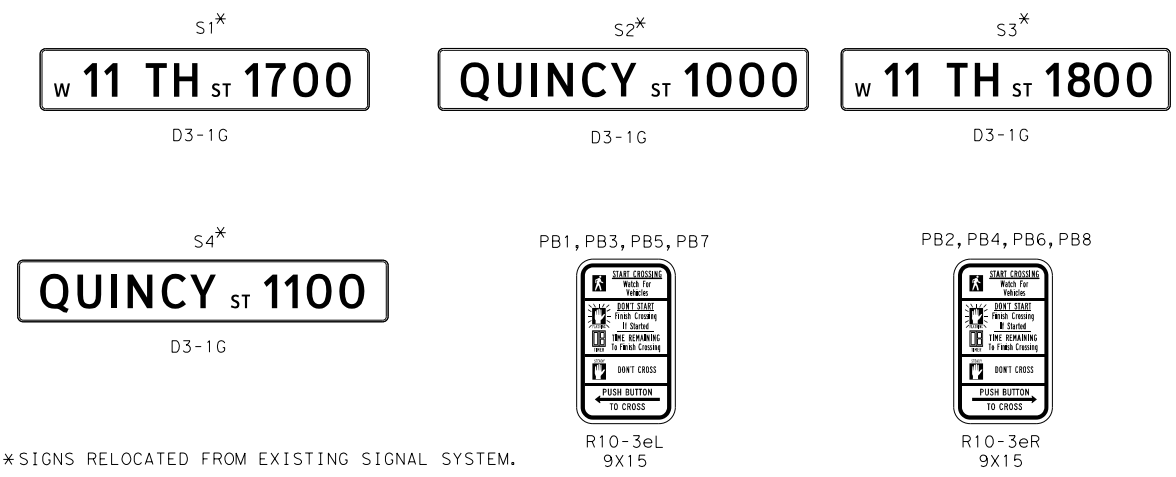 S1*
W 11 TH ST 1700
D3-1G
S2*
QUINCY ST 1000
D3-1G
S3*
W 11 TH ST 1800
D3-1G
S4*
QUINCY ST 1100
D3-1G
PB1,PB3,PB5,PB7
START CROSSING
Watch For
Vehicles
DON'T START
Finish Crossing
If Started
TIME REMAINING
To Finish Crossing
TIMER
STEADY
DON'T CROSS
PUSH BUTTON
TO CROSS
R10-3eL
9X15
PB2,PB4,PB6,PB8
START CROSSING
Watch For
Vehicles
DON'T START
Finish Crossing
If Started
TIME REMAINING
To Finish Crossing
TIMER
STEADY
DON'T CROSS
PUSH BUTTON
TO CROSS
R10-3eR
9X15
*SIGNS RELOCATED FROM EXISTING SIGNAL SYSTEM.